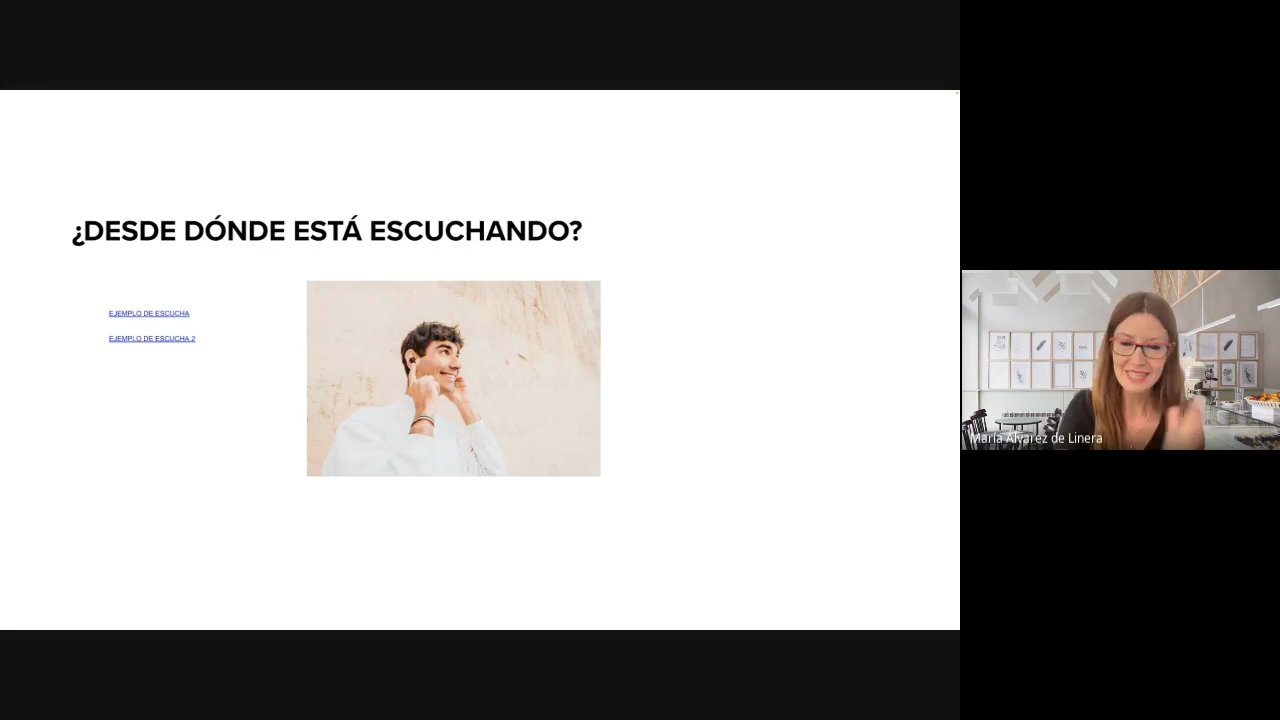 ¿DESDE DÓNDE ESTÁ ESCUCHANDO?
EJEMPLO DE ESCUCHA
EJEMPLO DE ESCUCHA 2
María Álvarez de Linera